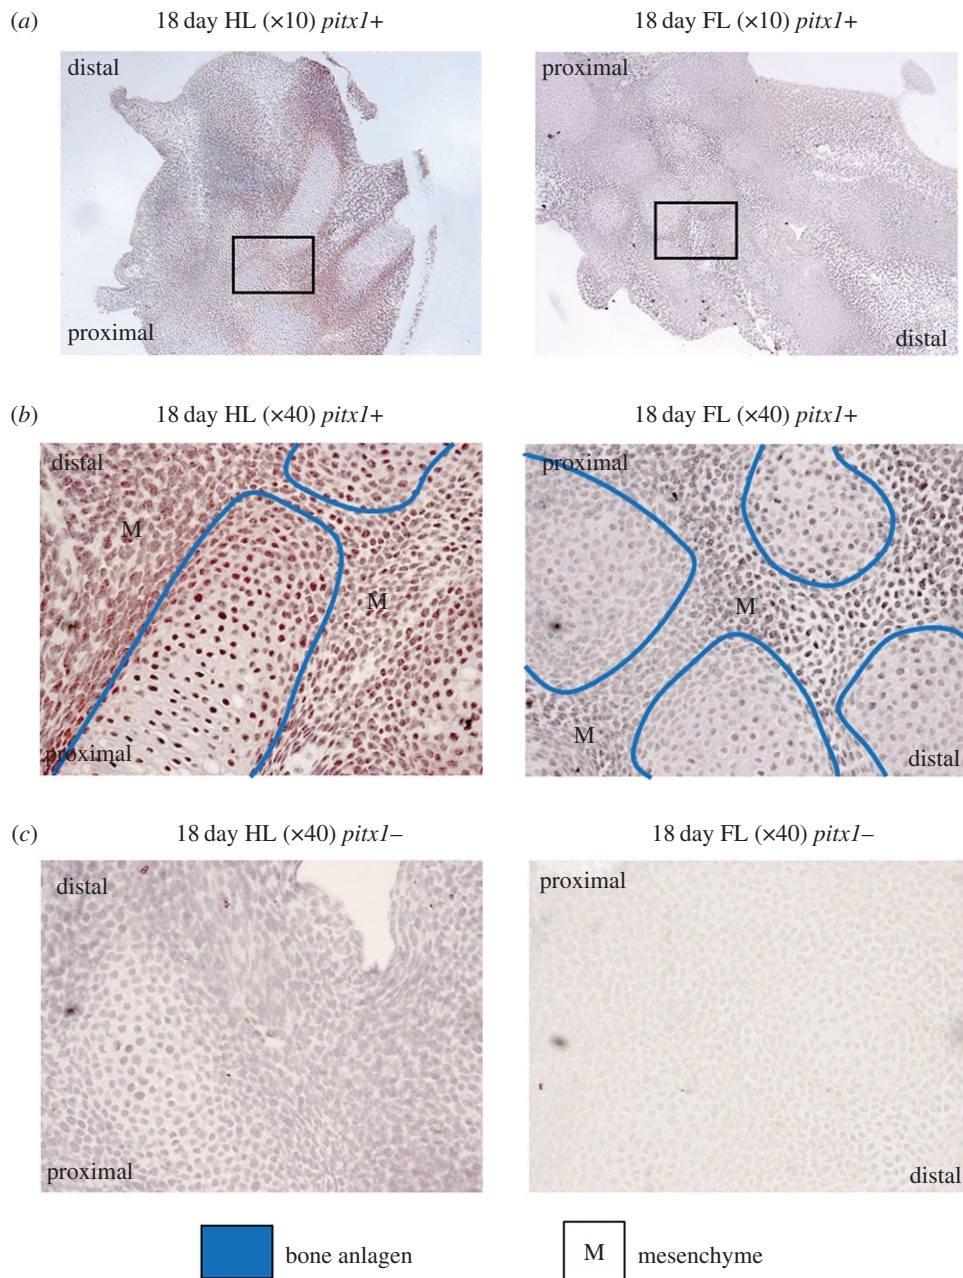 (a) 18 day HL (×10) pitx1+ 18 day FL (×10) pitx1+
distal proximal
proximal distal
(b) 18 day HL (×40) pitx1+ 18 day FL (×40) pitx1+
distal proximal
M
M M
M
proximal distal
(c) 18 day HL (×40) pitx1– 18 day FL (×40) pitx1–
distal proximal
proximal distal
bone anlagen M mesenchyme